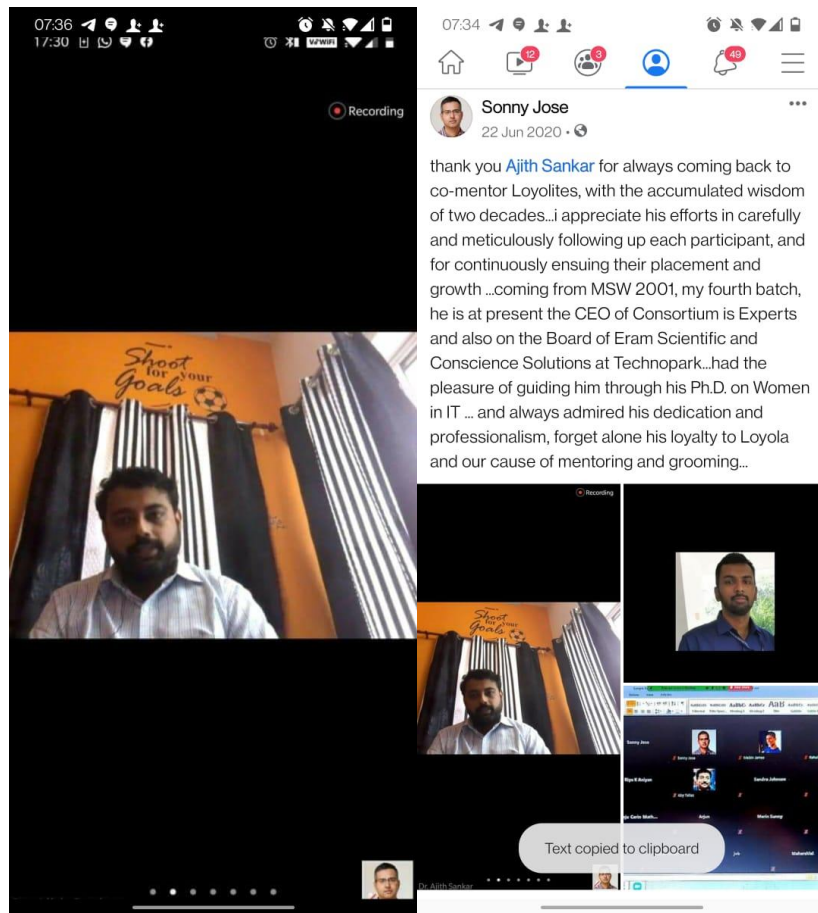 07:36
17:30
VoWIFI
Recording
Shoot
for your
Goals
07:34
12
3
49
Sonny Jose
22 Jun 2020
thank you Ajith Sankar for always coming back to
co-mentor Loyolites, with the accumulated wisdom
of two decades...i appreciate his efforts in carefully
and meticulously following up each participant, and
for continuously ensuing their placement and
growth ...coming from MSW 2001, my fourth batch,
he is at present the CEO of Consortium is Experts
and also on the Board of Eram Scientific and
Conscience Solutions at Technopark...had the
pleasure of guiding him through his Ph.D. on Women
in IT ... and always admired his dedication and
professionalism, forget alone his loyalty to Loyola
and our cause of mentoring and grooming...
Recording
Shoot
for your
Goals
Sonny Jose
Sonny Jose
Arjun
Text copied to clipboard
Dr. Ajith Sankar